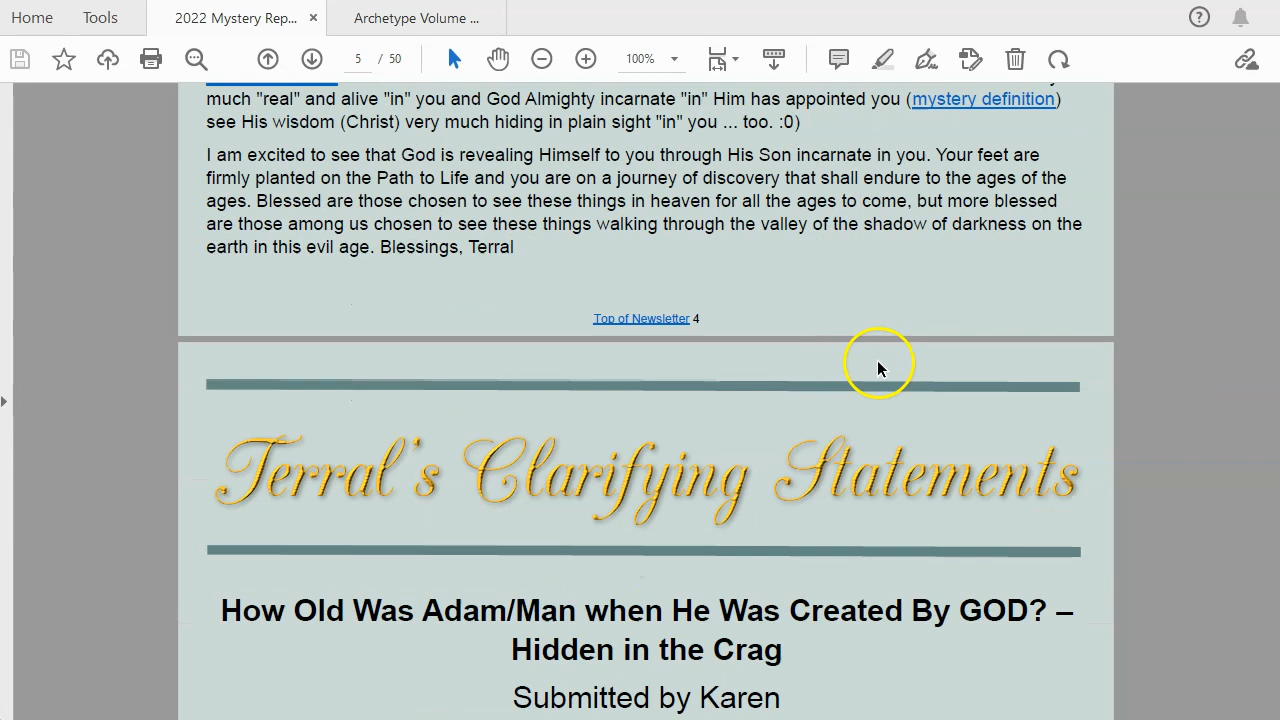 Home Tools 2022 Mystery Rep... × Archetype Volume ...
5 / 50 100%
much "real" and alive "in" you and God Almighty incarnate "in" Him has appointed you (mystery definition)
see His wisdom (Christ) very much hiding in plain sight "in" you ... too. :0)
I am excited to see that God is revealing Himself to you through His Son incarnate in you. Your feet are
firmly planted on the Path to Life and you are on a journey of discovery that shall endure to the ages of the
ages. Blessed are those chosen to see these things in heaven for all the ages to come, but more blessed
are those among us chosen to see these things walking through the valley of the shadow of darkness on the
earth in this evil age. Blessings, Terral
Top of Newsletter 4
Terral's Clarifying Statements
How Old Was Adam/Man when He Was Created By GOD? –
Hidden in the Crag
Submitted by Karen